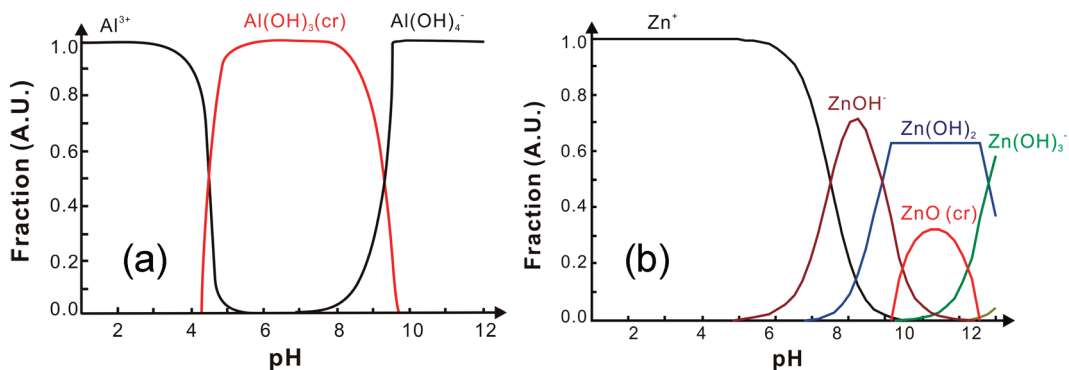 Al³⁺
Al(OH)₃(cr)
Al(OH)₄⁻
1.0
0.8
0.6
0.4
0.2
0.0
Fraction (A.U.)
(a)
2 4 6 8 10 12
pH
Zn⁺
ZnOH⁻
Zn(OH)₂
Zn(OH)₃⁻
ZnO (cr)
1.0
0.8
0.6
0.4
0.2
0.0
Fraction (A.U.)
(b)
2 4 6 8 10 12
pH